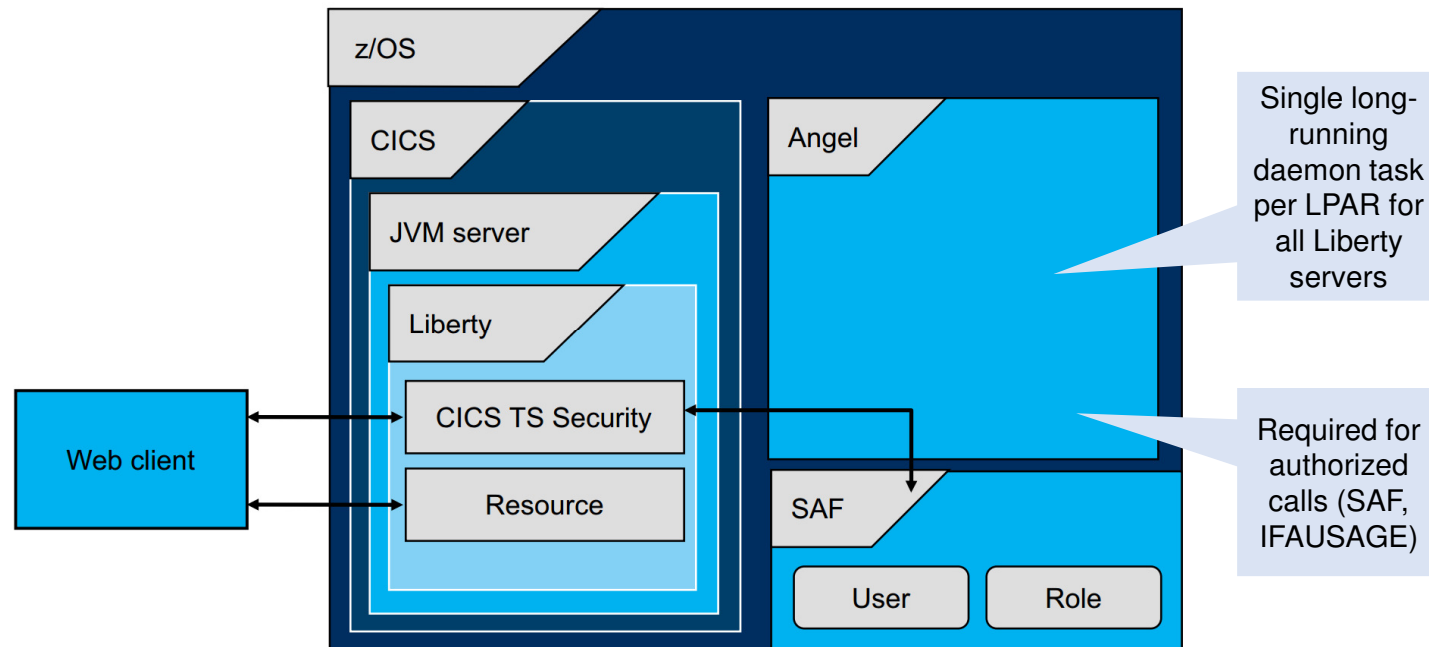 z/OS
CICS
JVM server
Liberty
CICS TS Security
Resource
Web client
Angel
SAF
User
Role
Single long-
running
daemon task
per LPAR for
all Liberty
servers
Required for
authorized
calls (SAF,
IFAUSAGE)